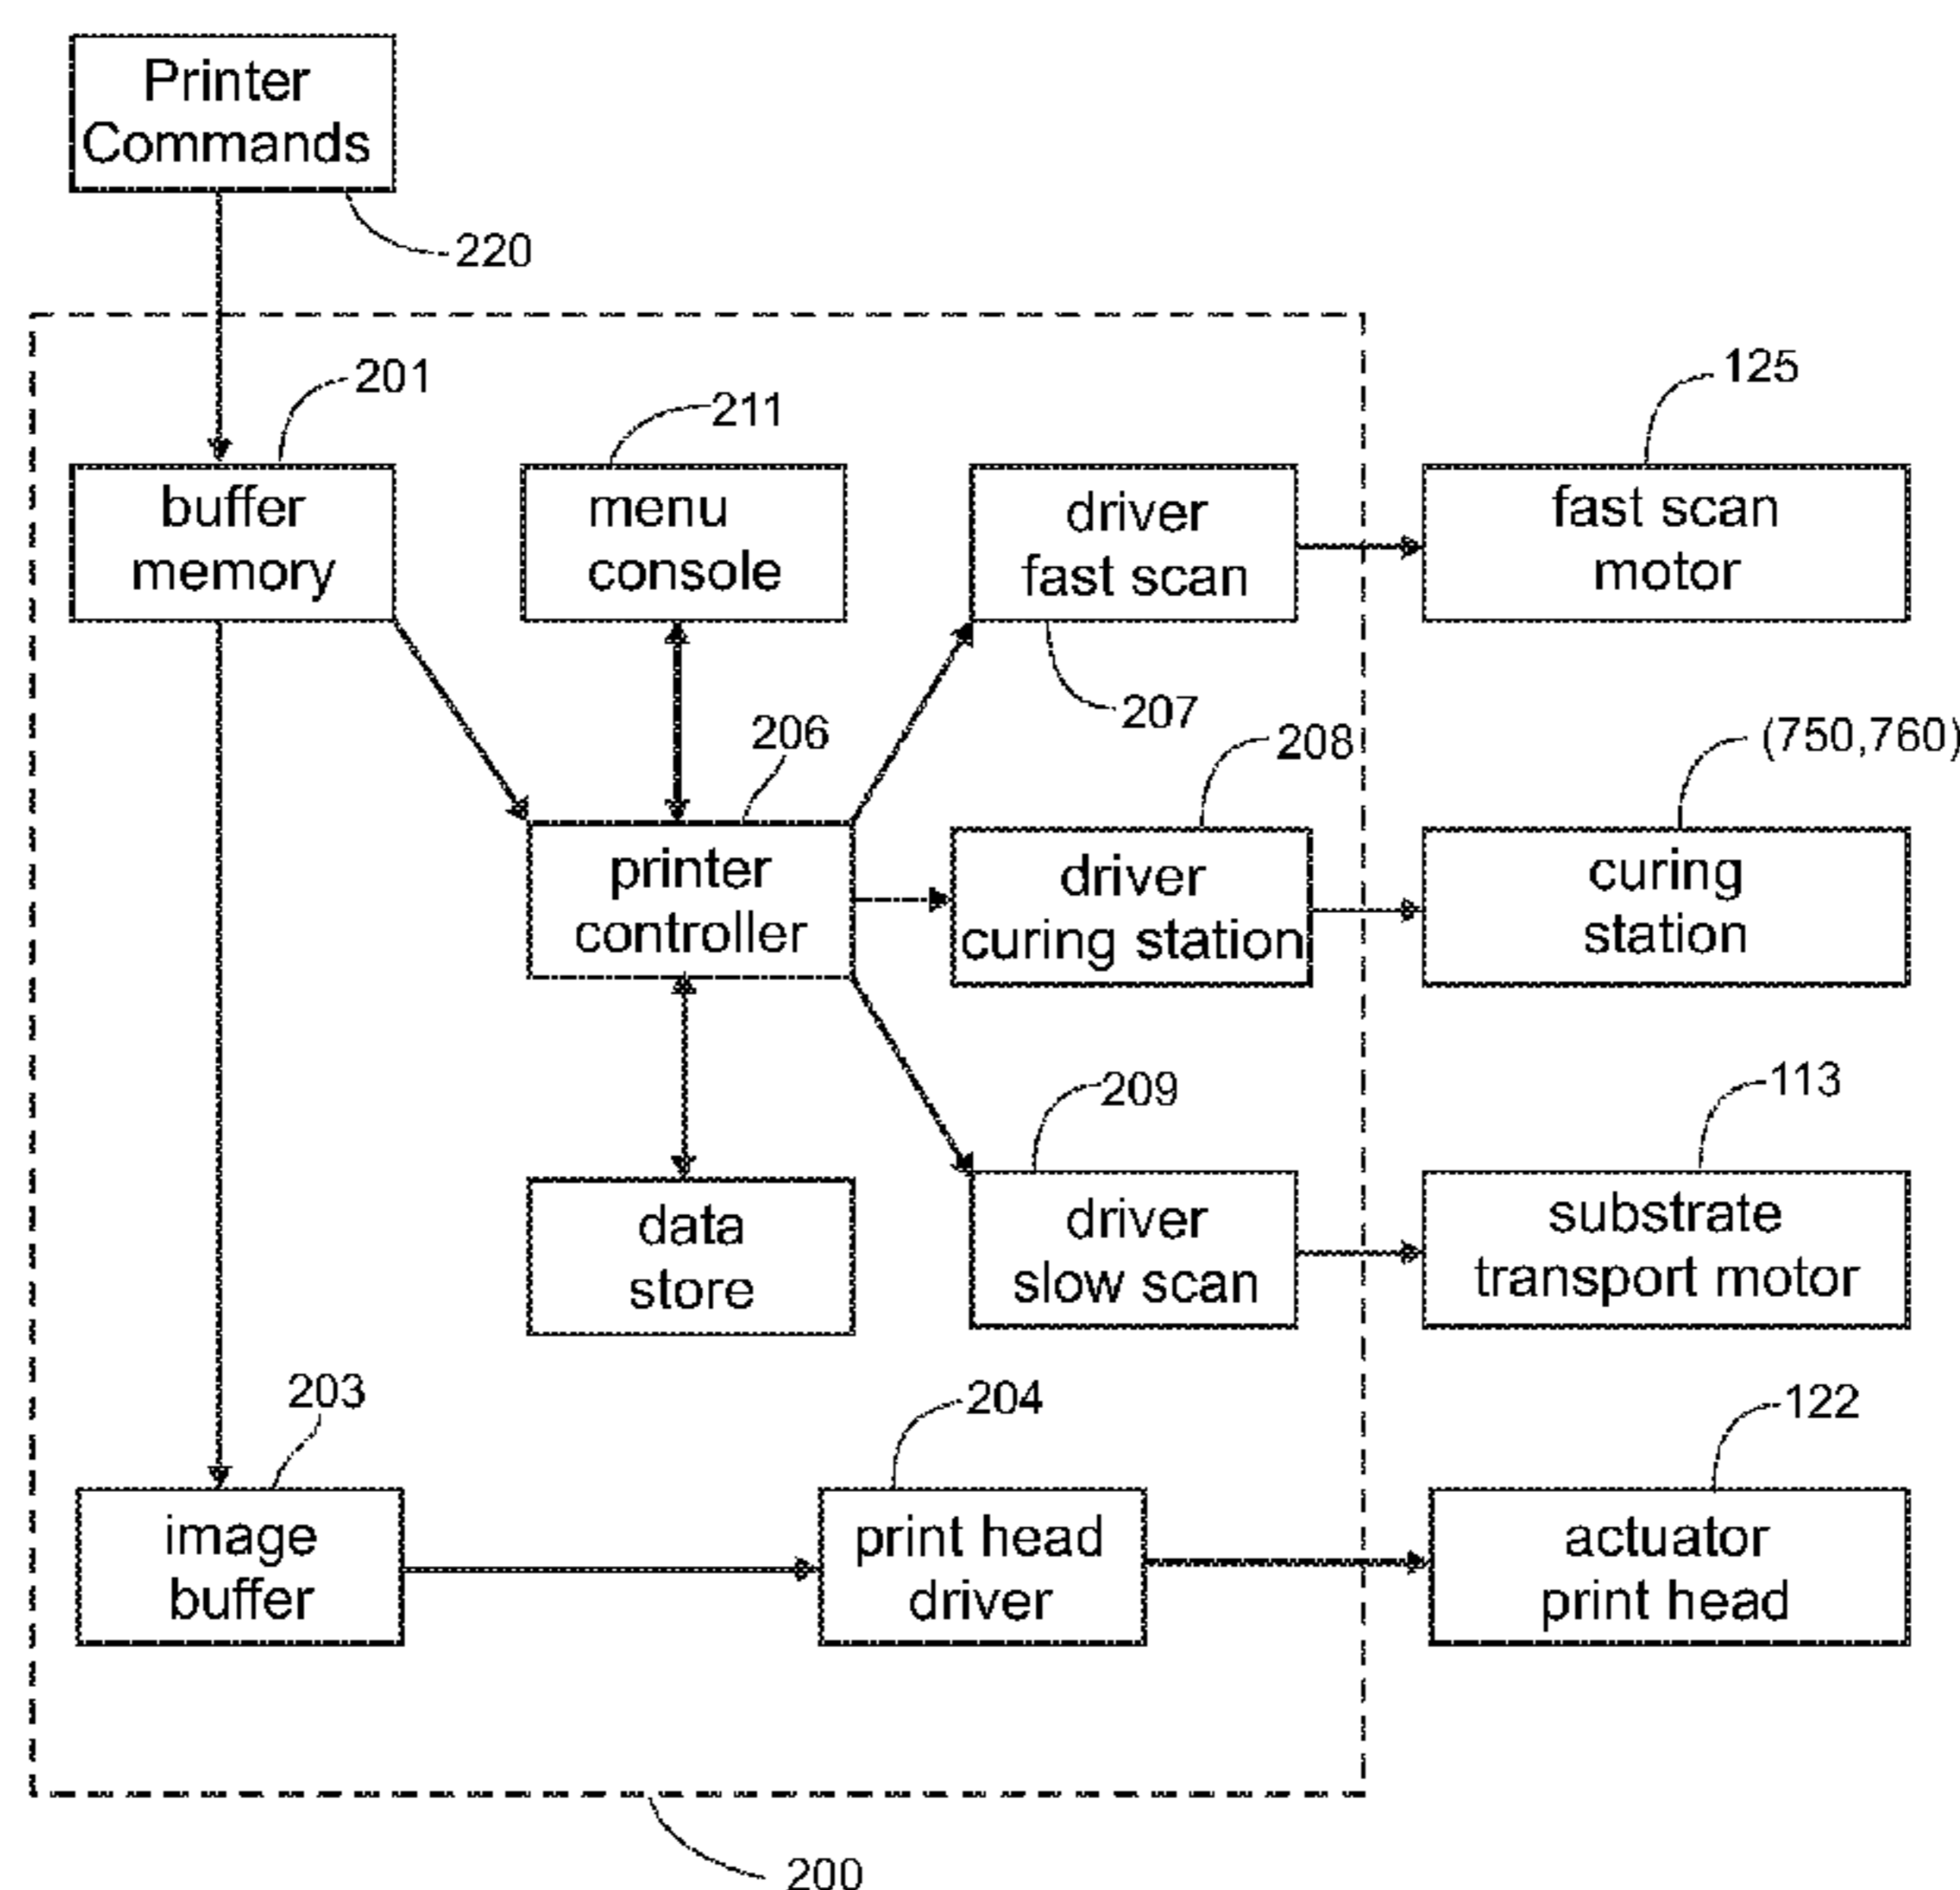 Printer
Commands
220
201
211
125
buffer
memory
menu
console
driver
fast scan
fast scan
motor
207
206
208
(750,760)
printer
controller
driver
curing station
curing
station
209
113
data
store
driver
slow scan
substrate
transport motor
203
204
122
image
buffer
print head
driver
actuator
print head
200